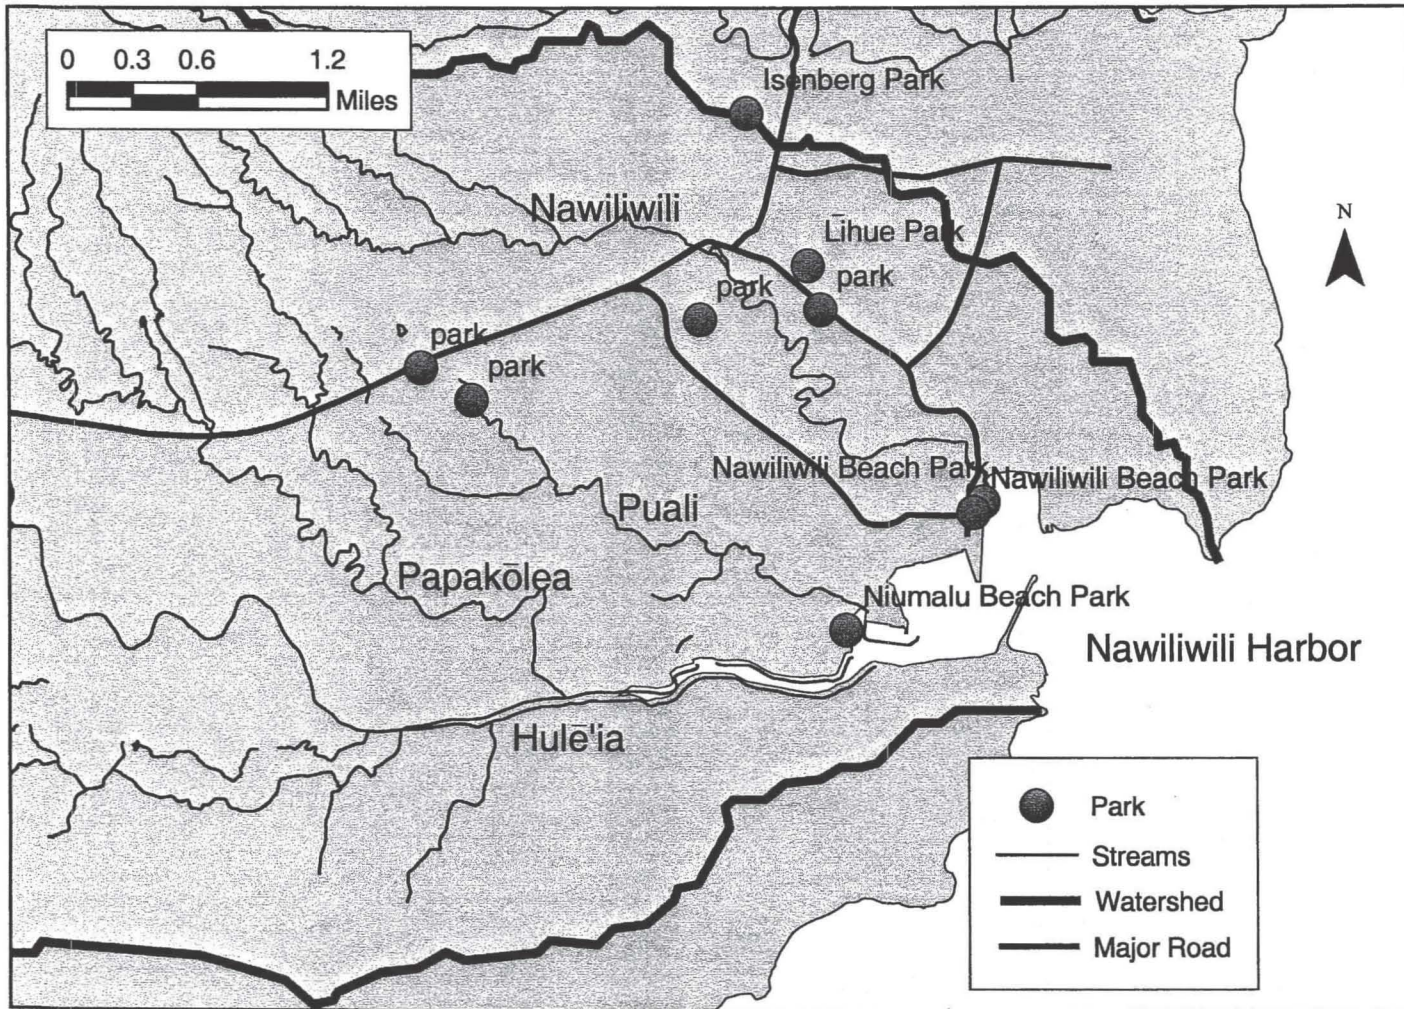 0 0.3 0.6 1.2
Miles
Isenberg Park
N
Nawiliwili
Līhue Park
park
park
park
park
Nawiliwili Beach Park
Nawiliwili Beach Park
Puali
Papakōlea
Niumalu Beach Park
Nawiliwili Harbor
Hulē'ia
Park
Streams
Watershed
Major Road